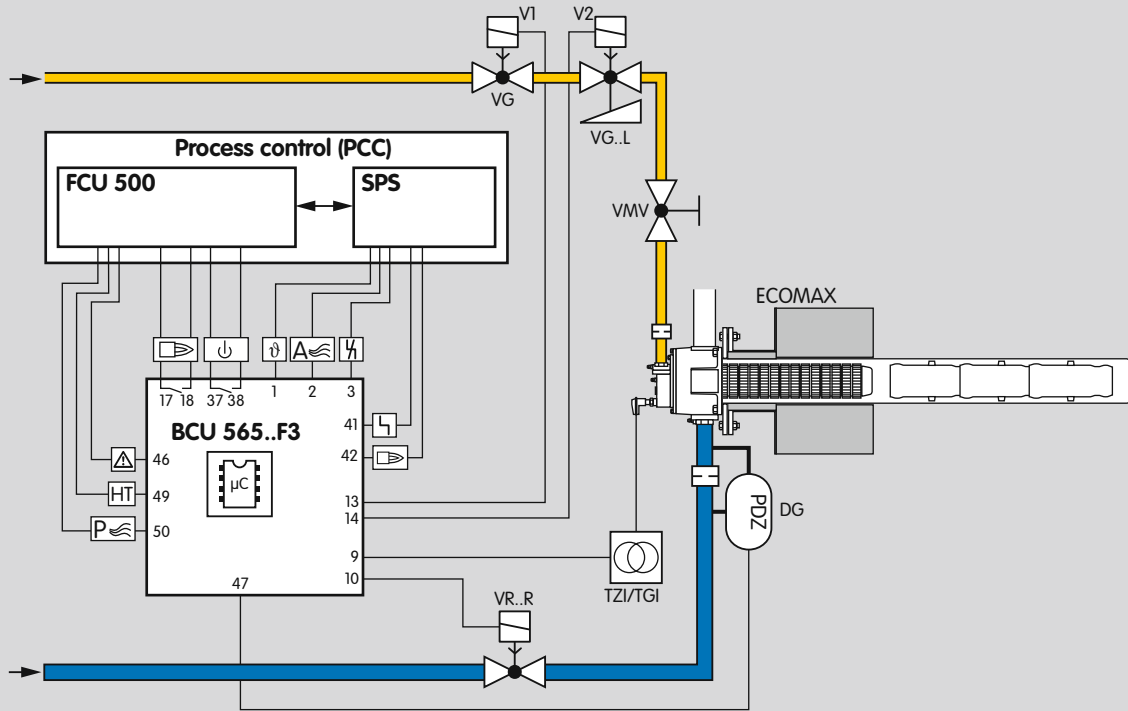 V1 V2
VG
VG..L
Process control (PCC)
FCU 500 SPS
VMV
ECOMAX
ϑ A
17 18 37 38 1 2 3
BCU 565..F3
41
42
46
µC
HT 49
13
P 50
14
PDZ DG
9
10
TZI/TGI
47
VR..R